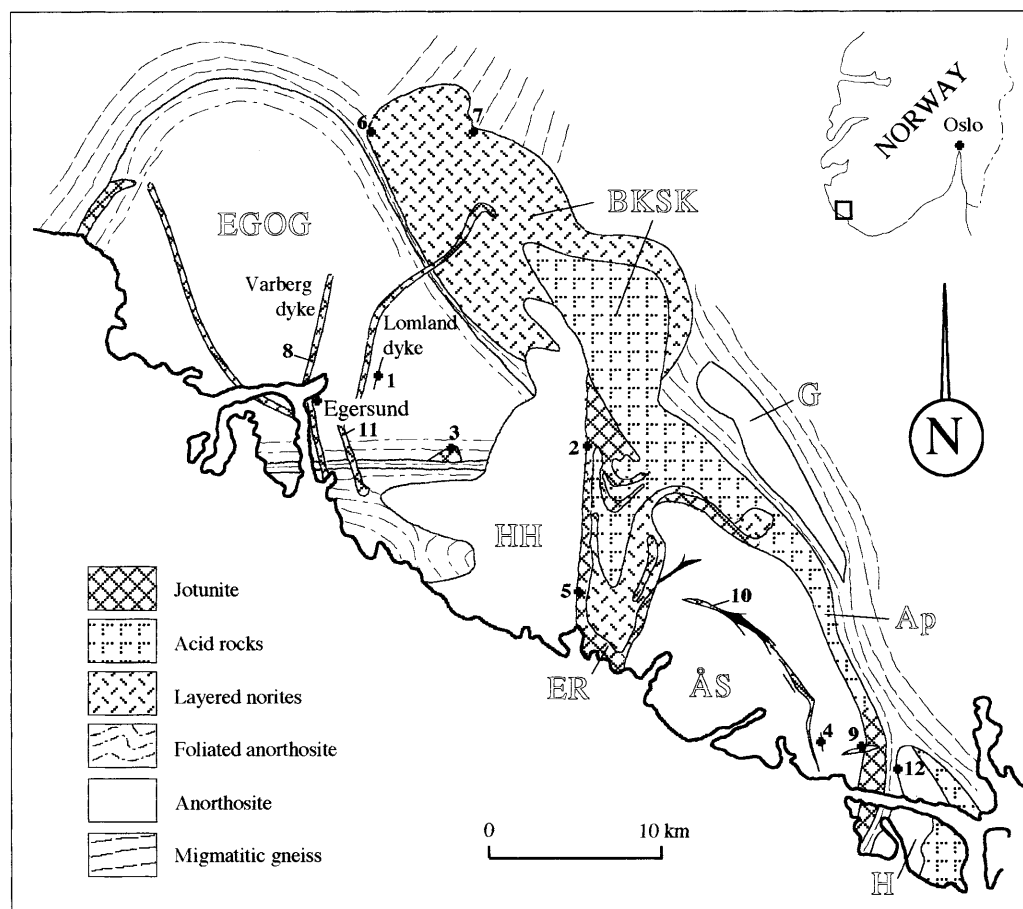 NORWAY
Oslo
6
7
BKSK
EGOG
Varberg
dyke
Lomland
dyke
8
1
G
Egersund
11
3
2
N
HH
Jotunite
5
10
Ap
Acid rocks
ER
ÅS
Layered norites
4
9
12
Foliated anorthosite
Anorthosite
0 10 km
Migmatitic gneiss
H